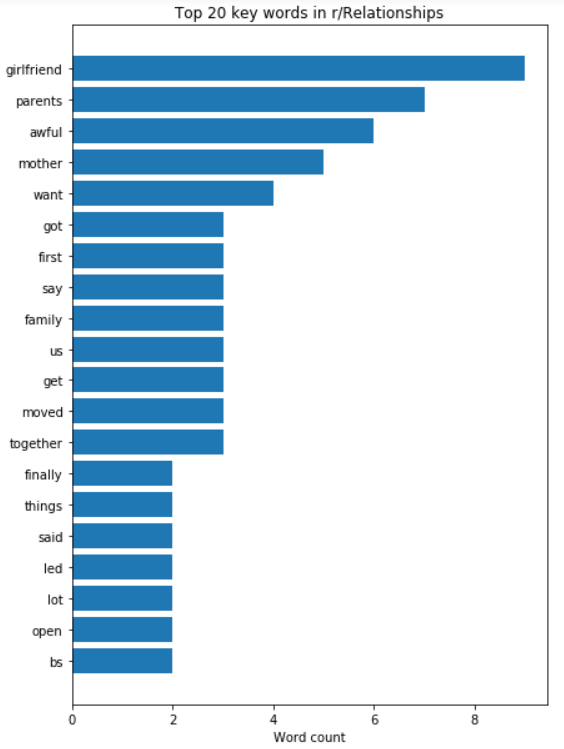 Top 20 key words in r/Relationships
girlfriend
parents
awful
mother
want
got
first
say
family
us
get
moved
together
finally
things
said
led
lot
open
bs
0 2 4 6 8
Word count